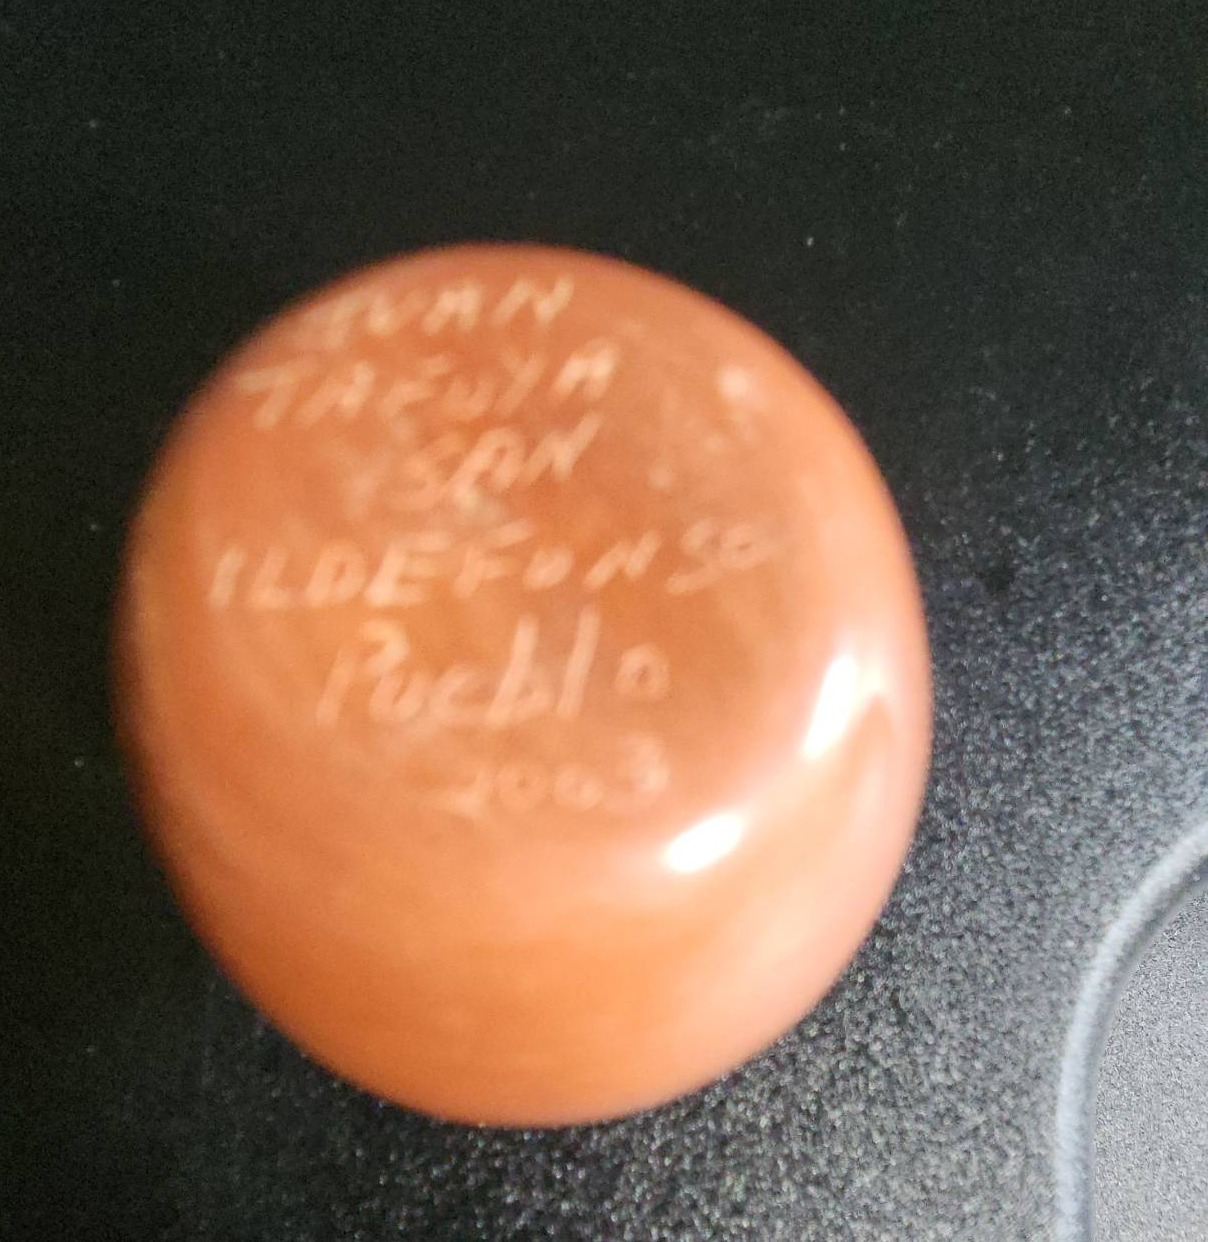 TAFOYA
SAN
ILDEFONSO
Pueblo
2003